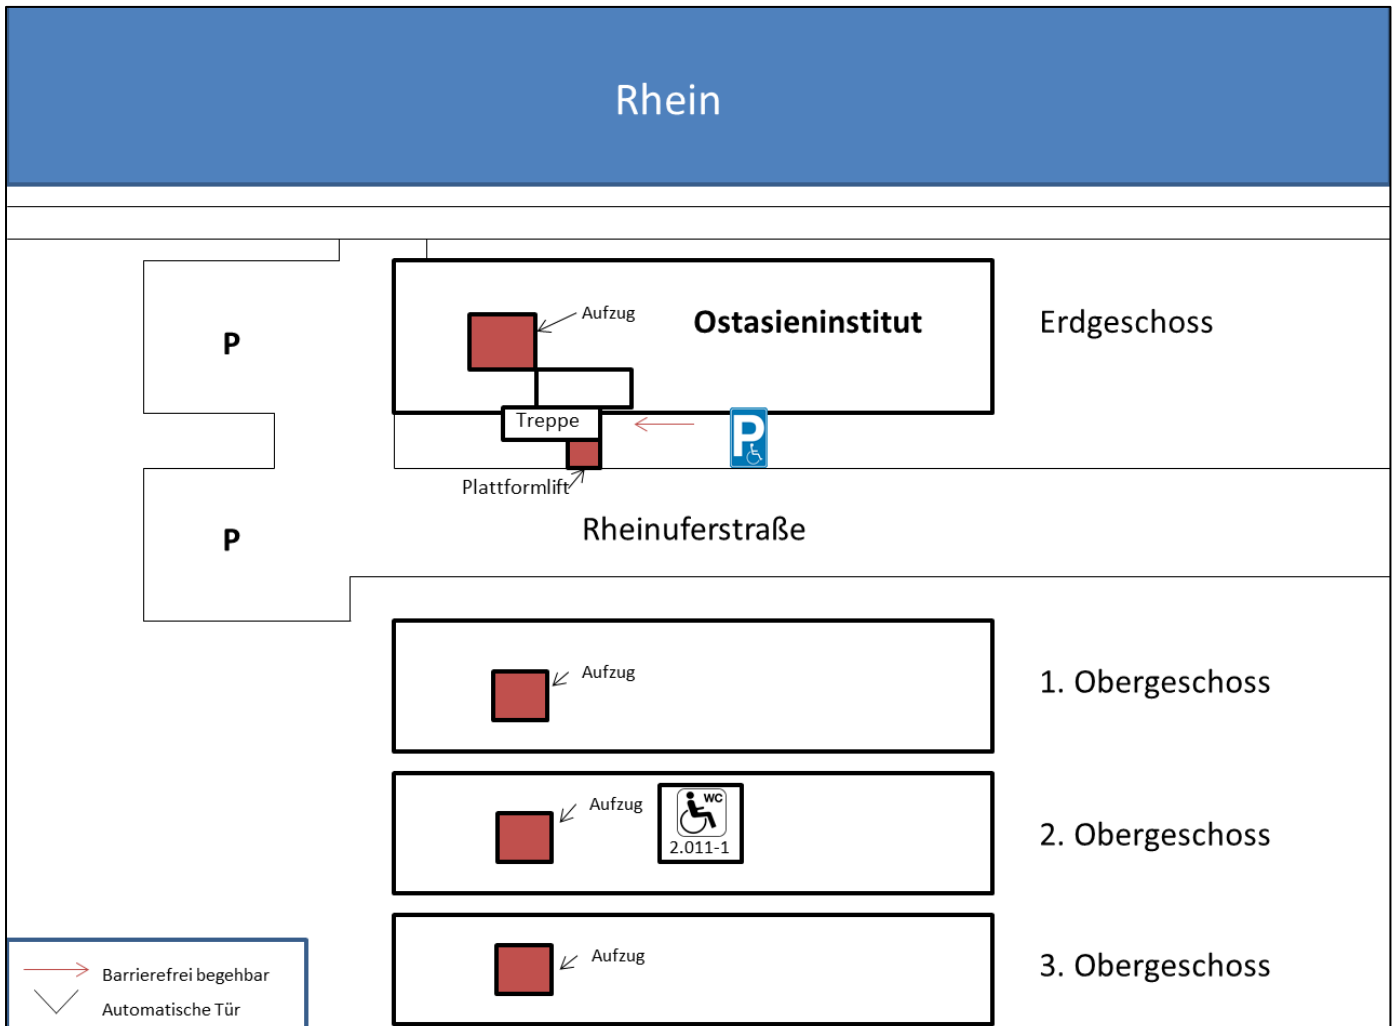 Rhein
Aufzug
Ostasieninstitut
Erdgeschoss
P
Treppe
P
Plattformlift
P
Rheinuferstraße
Aufzug
1. Obergeschoss
Aufzug
WC
2.011-1
2. Obergeschoss
Aufzug
3. Obergeschoss
Barrierefrei begehbar
Automatische Tür